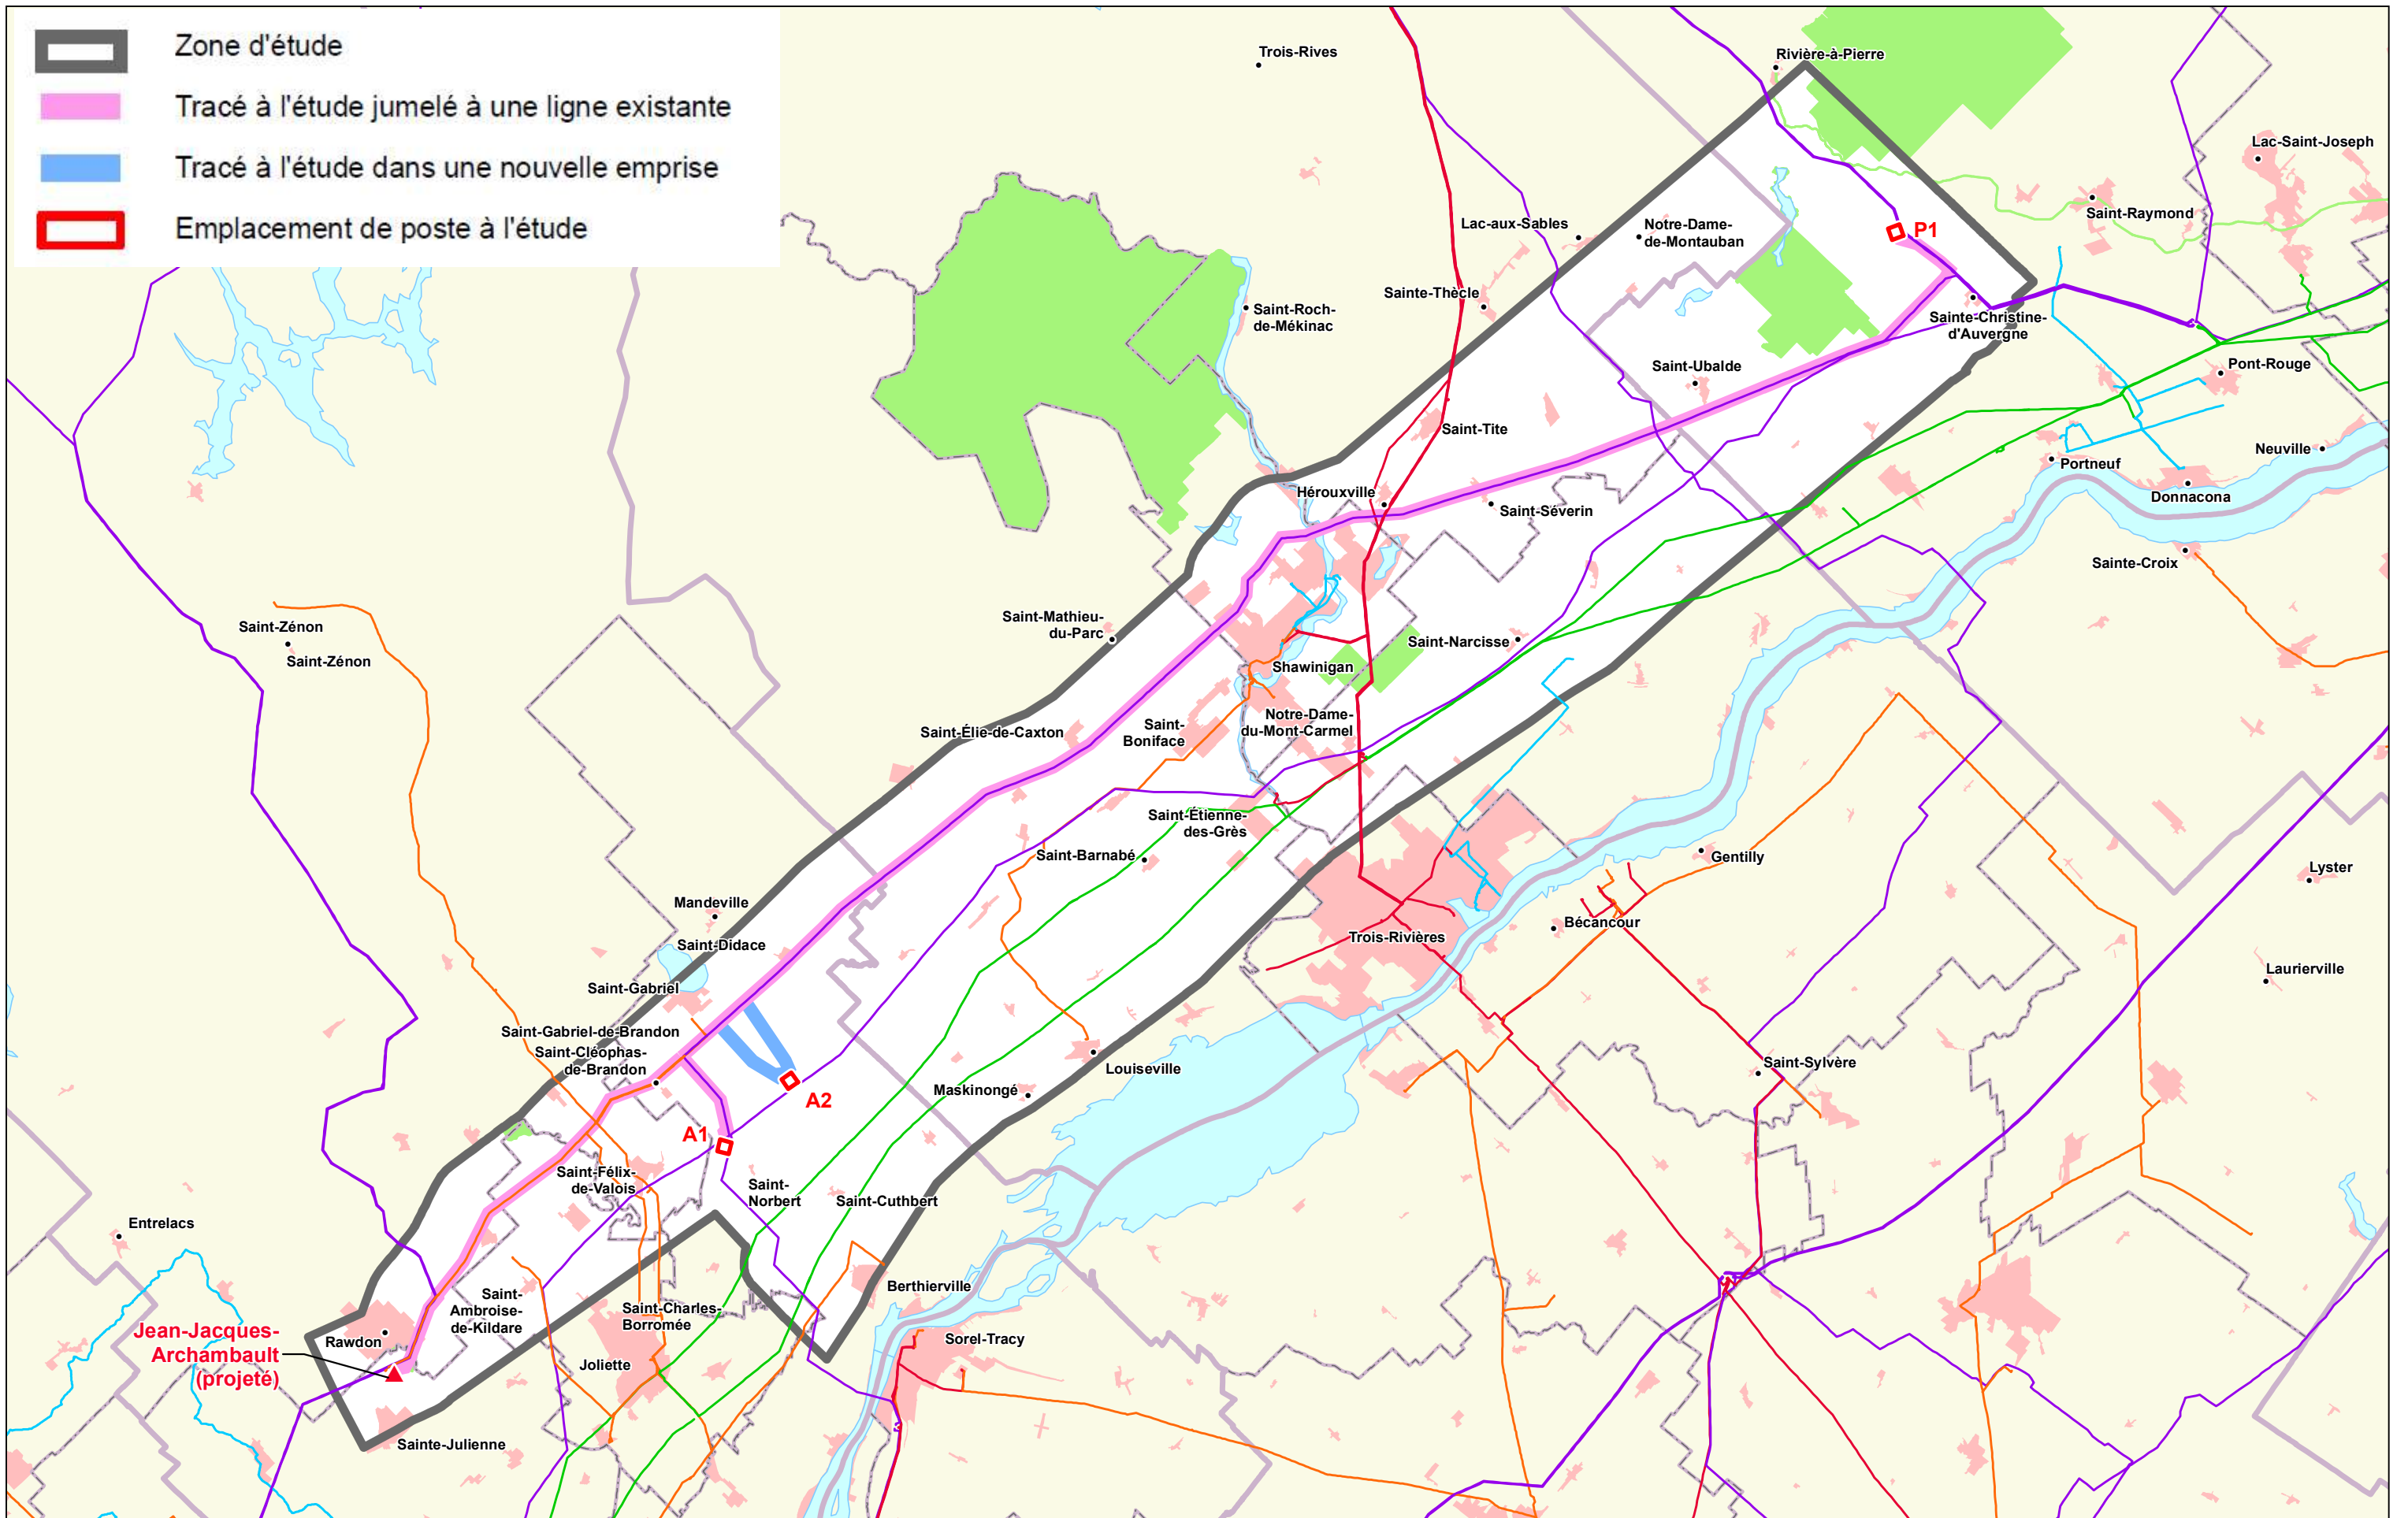 Zone d'étude
Tracé à l'étude jumelé à une ligne existante
Tracé à l'étude dans une nouvelle emprise
Emplacement de poste à l'étude
Trois-Rives
Rivière-à-Pierre
Lac-Saint-Joseph
Saint-Raymond
Lac-aux-Sables
Notre-Dame-
de-Montauban
P1
Sainte-Thècle
Saint-Roch-
de-Mékinac
Sainte-Christine-
d'Auvergne
Saint-Ubalde
Pont-Rouge
Saint-Tite
Neuville
Portneuf
Donnacona
Hérouxville
Saint-Séverin
Sainte-Croix
Saint-Mathieu-
du-Parc
Saint-Zénon
Saint-Zénon
Saint-Narcisse
Shawinigan
Saint-Élie-de-Caxton
Saint-
Boniface
Notre-Dame-
du-Mont-Carmel
Saint-Étienne-
des-Grès
Saint-Barnabé
Gentilly
Lyster
Mandeville
Bécancour
Trois-Rivières
Saint-Didace
Laurierville
Saint-Gabriel
Saint-Gabriel-de-Brandon
Saint-Cléophas-
de-Brandon
Louiseville
Saint-Sylvère
Maskinongé
A2
A1
Saint-Félix-
de-Valois
Saint-
Norbert
Saint-Cuthbert
Entrelacs
Berthierville
Saint-
Ambroise-
de-Kildare
Saint-Charles-
Borromée
Jean-Jacques-
Archambault
(projeté)
Rawdon
Sorel-Tracy
Joliette
Sainte-Julienne